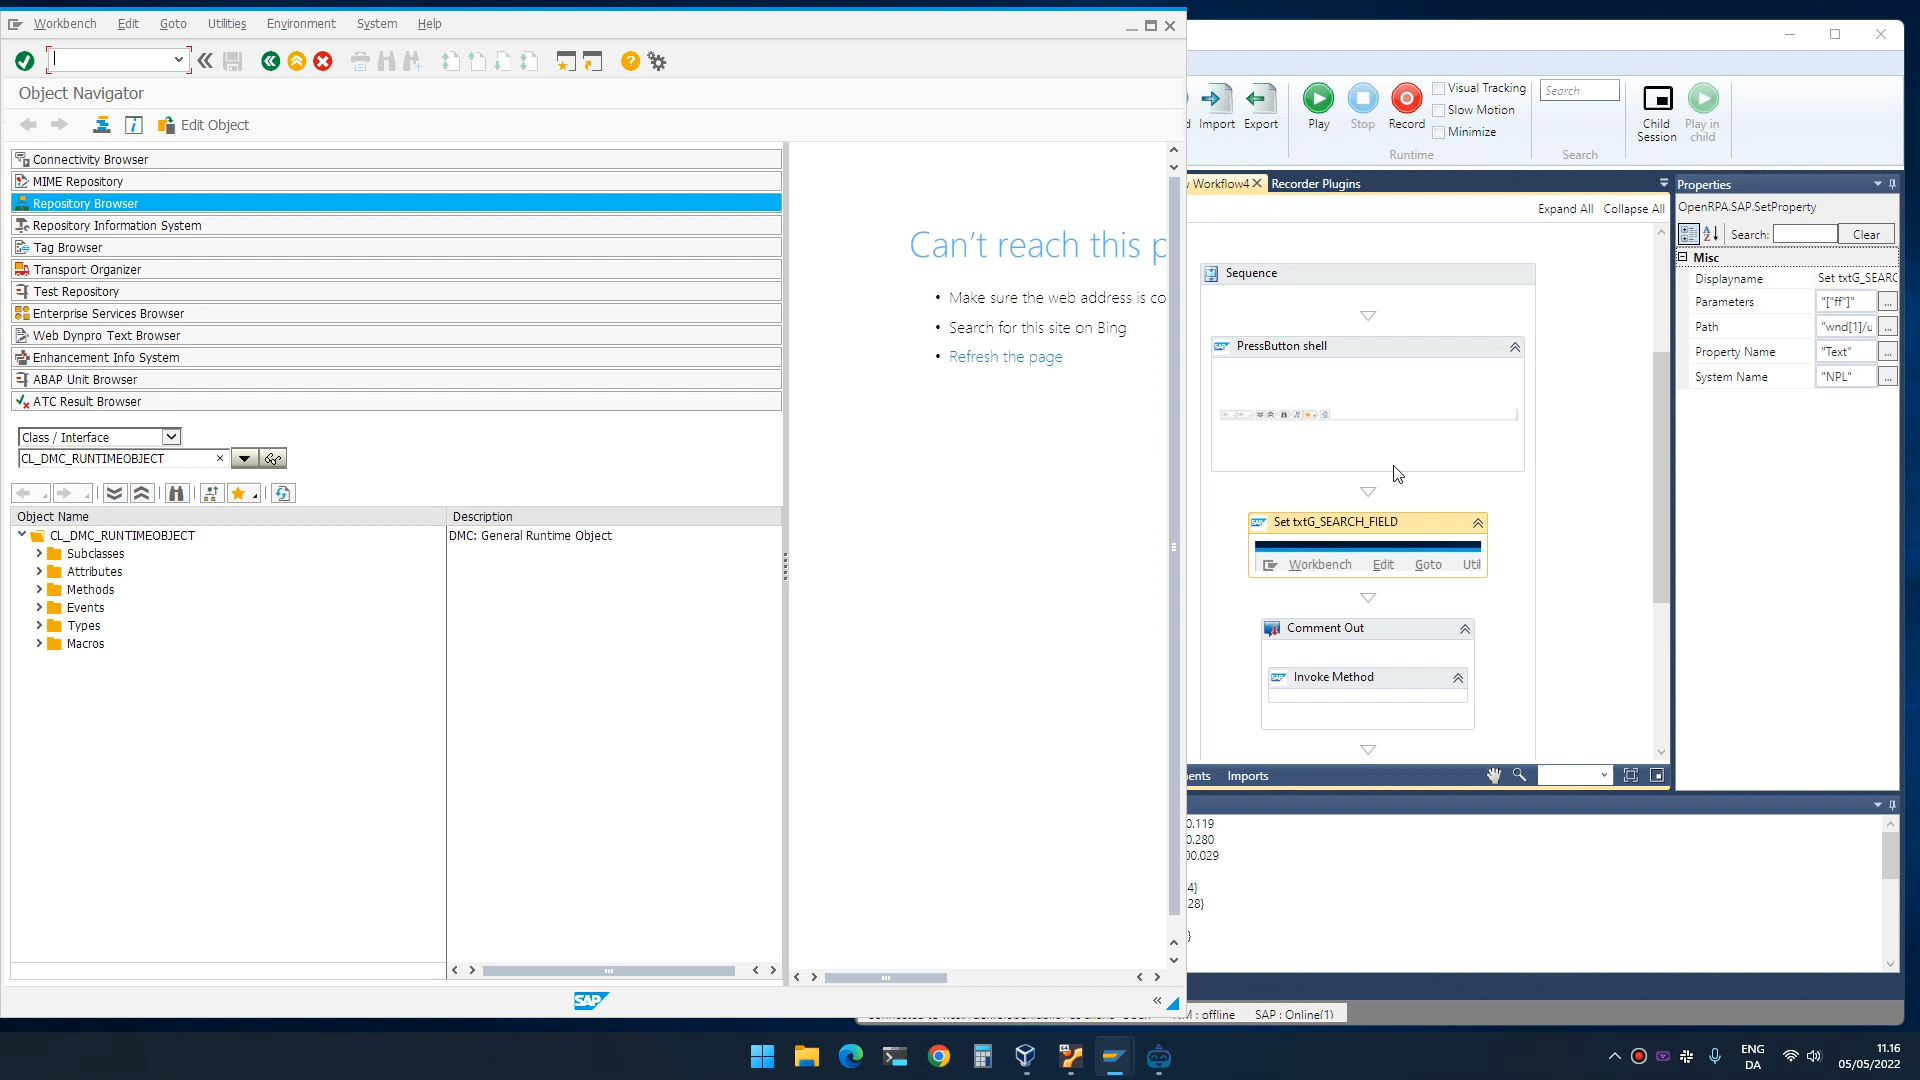 Workbench Edit Goto Utilities Environment System Help
Object Navigator
Edit Object
Connectivity Browser
MIME Repository
Repository Browser
Repository Information System
Tag Browser
Transport Organizer
Test Repository
Enterprise Services Browser
Web Dynpro Text Browser
Enhancement Info System
ABAP Unit Browser
ATC Result Browser
Class / Interface
CL_DMC_RUNTIMEOBJECT
Object Name Description
CL_DMC_RUNTIMEOBJECT DMC: General Runtime Object
Subclasses
Attributes
Methods
Events
Types
Macros
Can't reach this p
• Make sure the web address is co
• Search for this site on Bing
• Refresh the page
SAP
d Import Export
Play Stop Record
Visual Tracking
Slow Motion
Minimize
Runtime
Search
Search
Child Session
Play in child
Workflow4 Recorder Plugins
Expand All Collapse All
Sequence
PressButton shell
Set txtG_SEARCH_FIELD
Workbench Edit Goto Util
Comment Out
Invoke Method
ents Imports
Properties
OpenRPA.SAP.SetProperty
Search: Clear
Misc
Displayname Set txtG_SEARC
Parameters "["ff"]" ...
Path "wnd[1]/u ...
Property Name "Text" ...
System Name "NPL" ...
0.119
0.280
00.029
4}
28}
}
: offline SAP : Online(1)
ENG
DA
11.16
05/05/2022